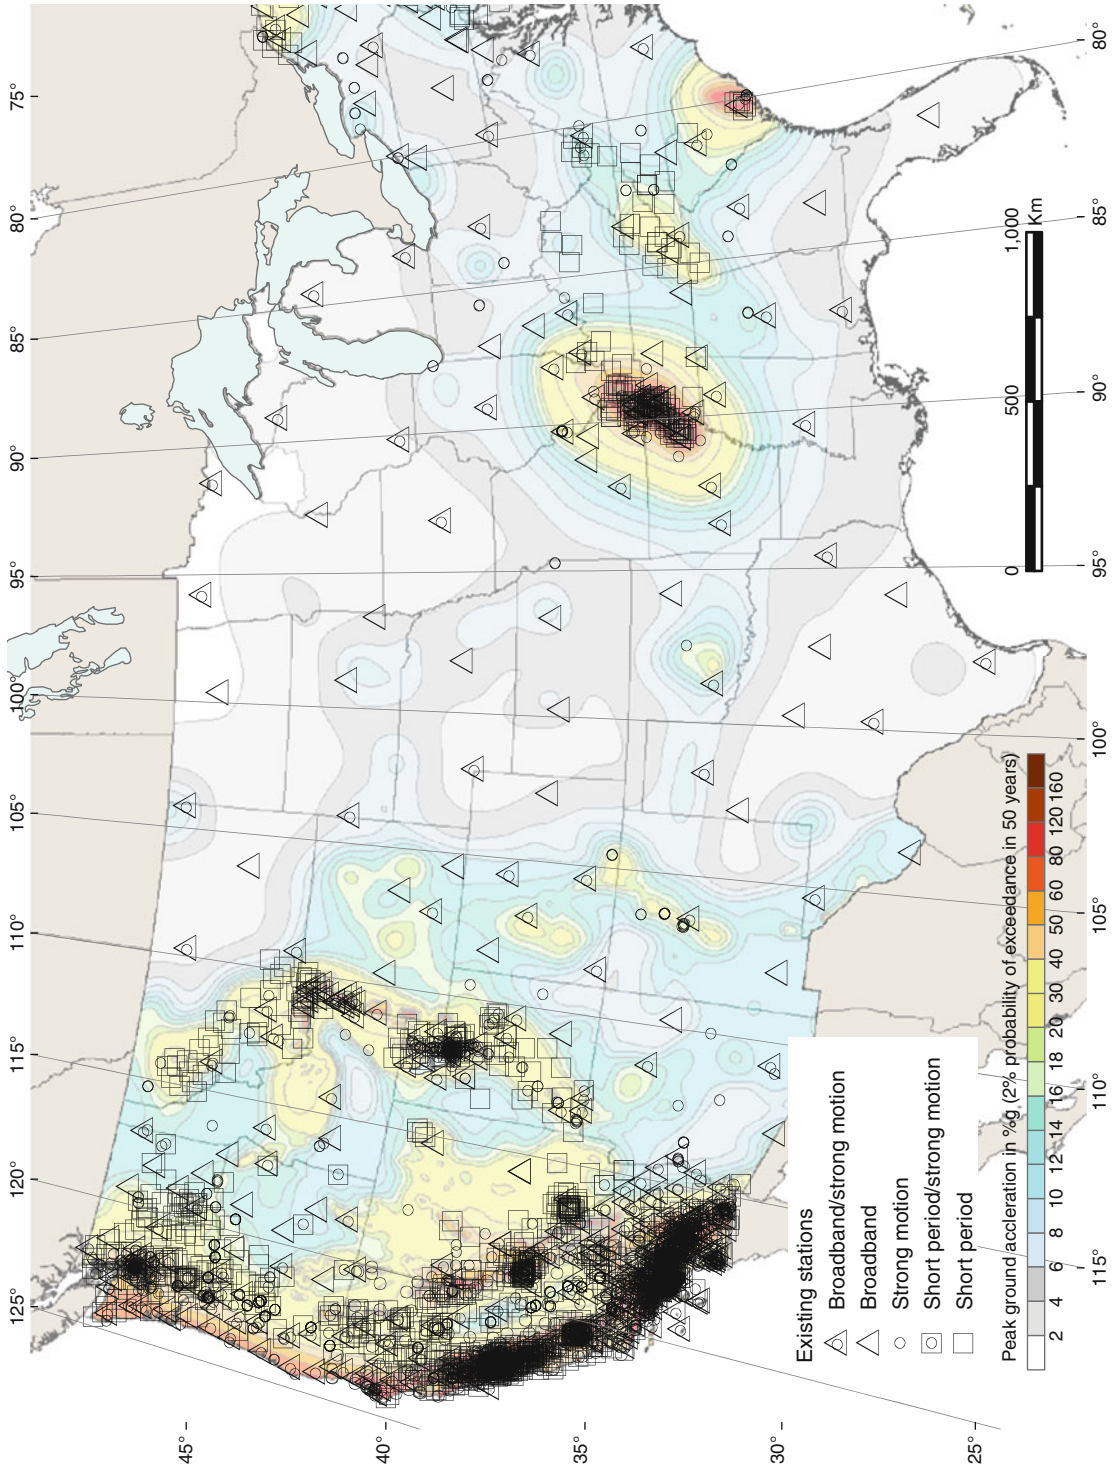 125°
120°
115°
110°
105°
100°
95°
90°
85°
80°
75°
45°
40°
35°
30°
25°
115°
110°
105°
100°
95°
90°
85°
80°
Existing stations
Broadband/strong motion
Broadband
Strong motion
Short period/strong motion
Short period
Peak ground accleration in %g (2% probability of exceedance in 50 years)
2 4 6 8 10 12 14 16 18 20 30 40 50 60 80 120 160
0 500 1,000
Km